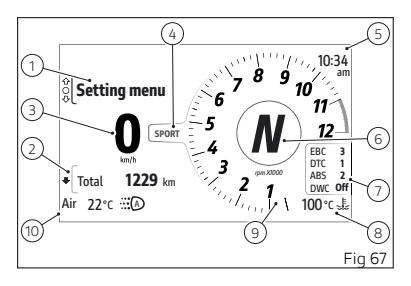 4
5
1
10:34
am
Setting menu
8
9
7
10
6
11
3
0
SPORT
5
N
12
6
km/h
4
2
EBC 3
DTC 1
ABS 2
DWC Off
3
rpm X1000
7
Total 1229 km
2
1
Air 22°C
A
100 °C
10
9
8
Fig 67